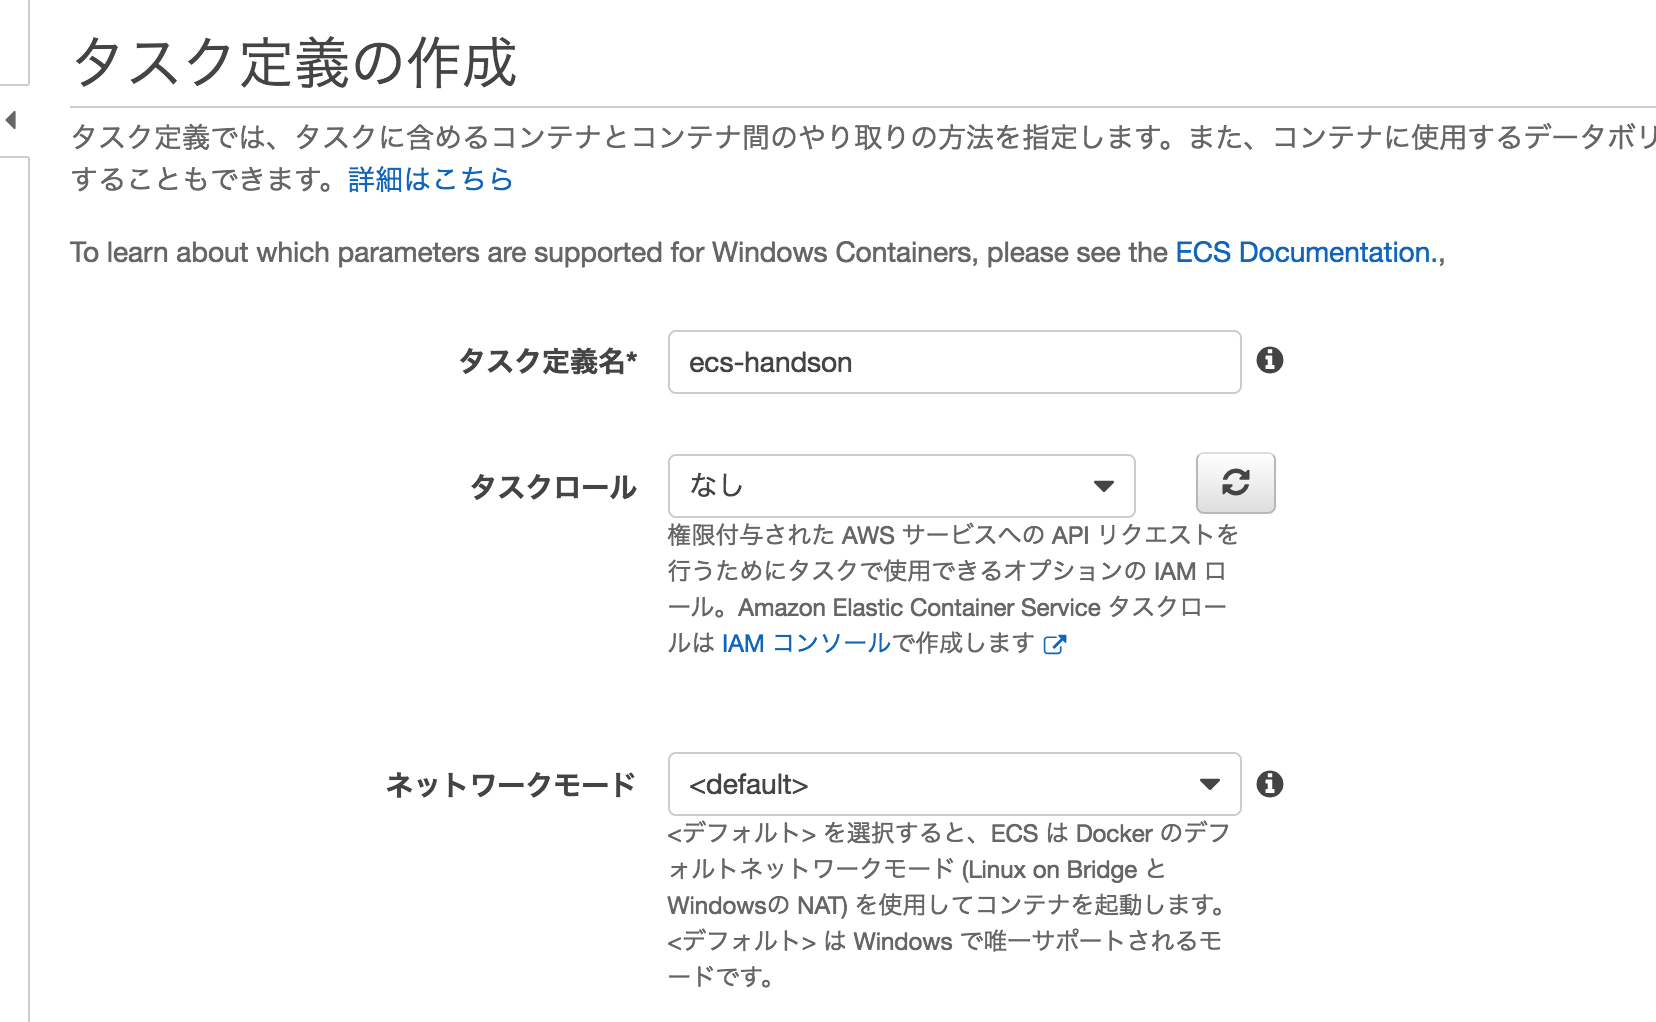 タスク定義の作成
タスク定義では、タスクに含めるコンテナとコンテナ間のやり取りの方法を指定します。また、コンテナに使用するデータボリ
することもできます。詳細はこちら
To learn about which parameters are supported for Windows Containers, please see the ECS Documentation.,
タスク定義名* ecs-handson
タスクロール なし
権限付与された AWS サービスへの API リクエストを
行うためにタスクで使用できるオプションの IAM ロ
ール。Amazon Elastic Container Service タスクロー
ルは IAM コンソールで作成します
ネットワークモード <default>
<デフォルト> を選択すると、ECS は Docker のデフ
ォルトネットワークモード (Linux on Bridge と
Windowsの NAT) を使用してコンテナを起動します。
<デフォルト> は Windows で唯一サポートされるモ
ードです。